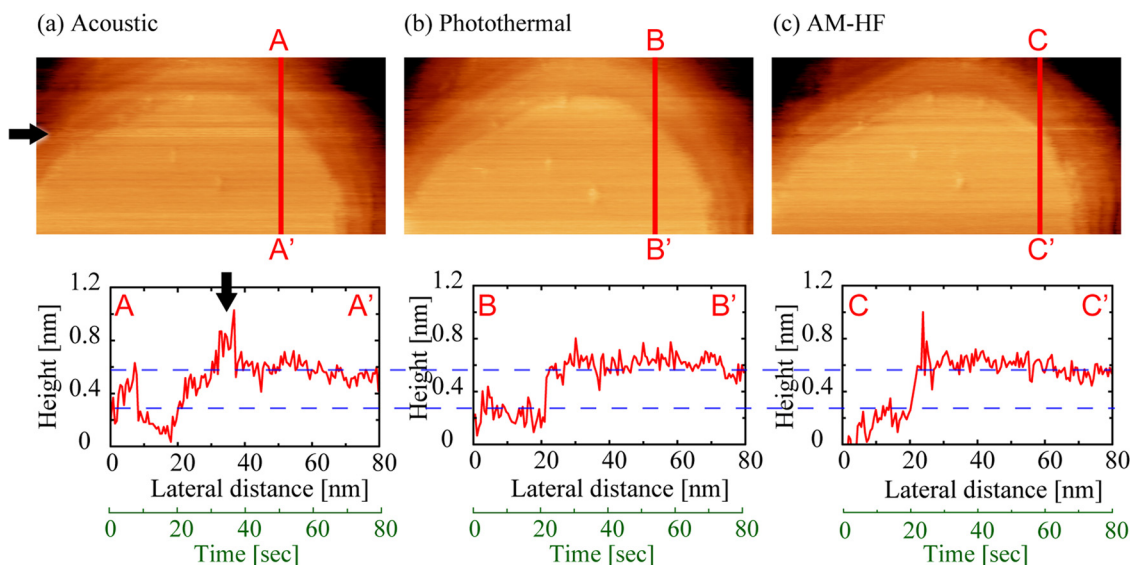 (a) Acoustic
(b) Photothermal
(c) AM-HF
A
B
C
A'
B'
C'
1.2
0.8
0.4
0
Height [nm]
A
A'
0 20 40 60 80
Lateral distance [nm]
0 20 40 60 80
Time [sec]
1.2
0.8
0.4
0
Height [nm]
B
B'
0 20 40 60 80
Lateral distance [nm]
0 20 40 60 80
Time [sec]
1.2
0.8
0.4
0
Height [nm]
C
C'
0 20 40 60 80
Lateral distance [nm]
0 20 40 60 80
Time [sec]